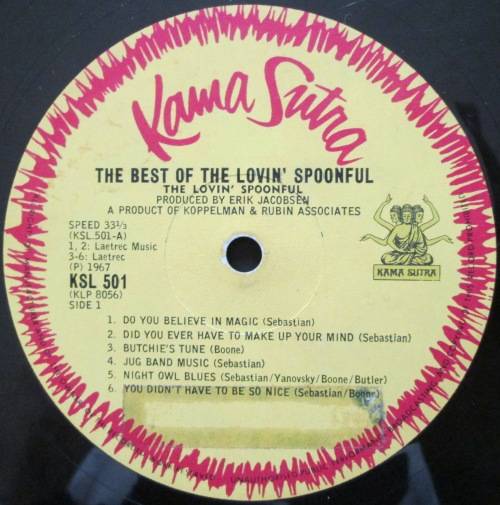 Kama Sutra
THE BEST OF THE LOVIN' SPOONFUL
THE LOVIN' SPOONFUL
PRODUCED BY ERIK JACOBSEN
A PRODUCT OF KOPPELMAN & RUBIN ASSOCIATES
SPEED 33⅓
(KSL.501-A)
1, 2: Laetrec Music
3-6: Laetrec
(P) 1967
KSL 501
(KLP 8056)
SIDE 1
KAMA SUTRA
1. DO YOU BELIEVE IN MAGIC (Sebastian)
2. DID YOU EVER HAVE TO MAKE UP YOUR MIND (Sebastian)
3. BUTCHIE'S TUNE (Boone)
4. JUG BAND MUSIC (Sebastian)
5. NIGHT OWL BLUES (Sebastian/Yanovsky/Boone/Butler)
6. YOU DIDN'T HAVE TO BE SO NICE (Sebastian/Boone)